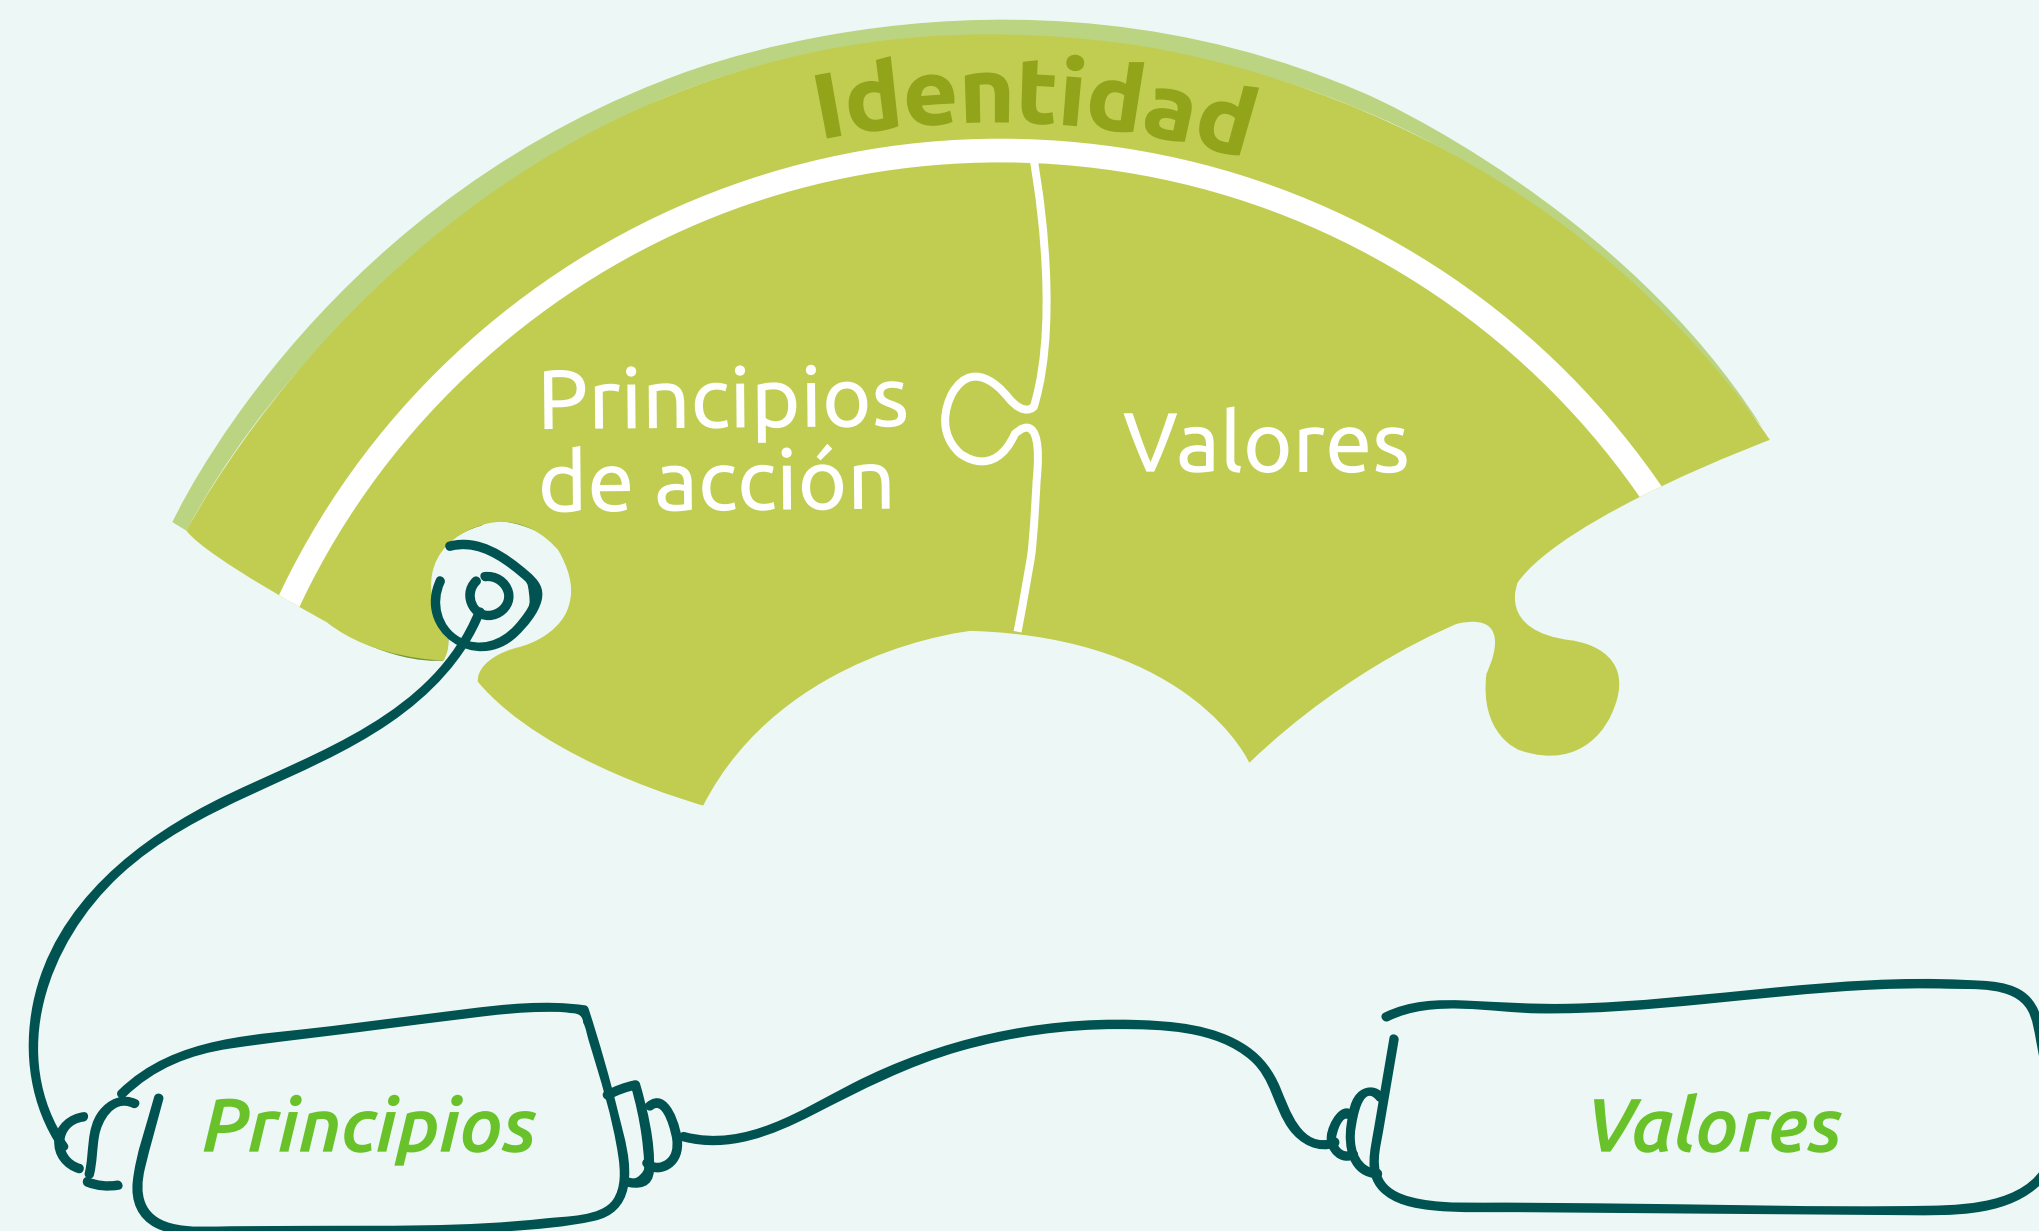 Identidad
Principios
de acción
Valores
Principios
Valores